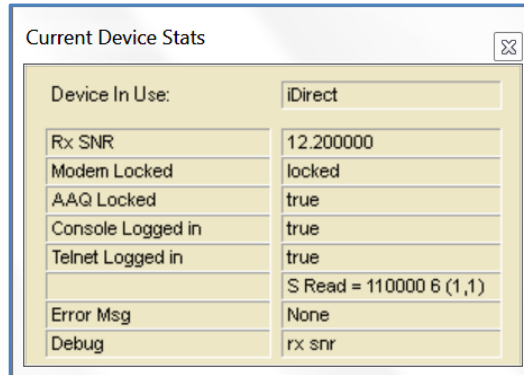 Current Device Stats
Device In Use: iDirect
Rx SNR 12.200000
Modem Locked locked
AAQ Locked true
Console Logged in true
Telnet Logged in true
S Read = 110000 6 (1,1)
Error Msg None
Debug rx snr